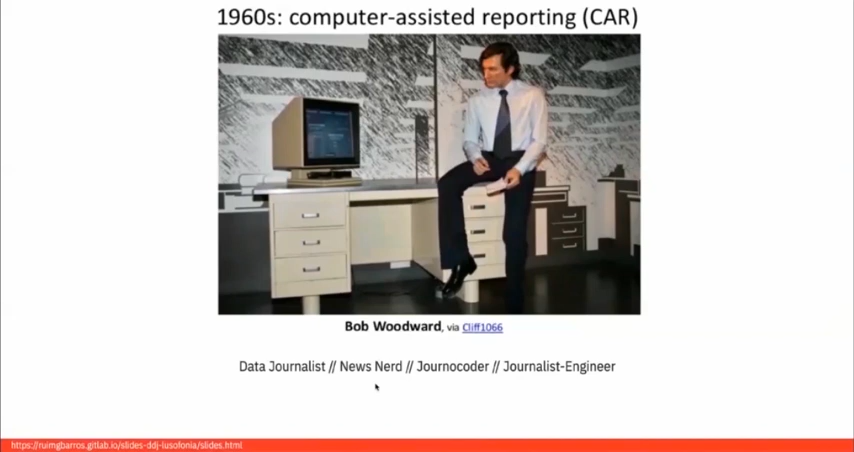 1960s: computer-assisted reporting (CAR)
Bob Woodward, via Cliff1066
Data Journalist // News Nerd // Journocoder // Journalist-Engineer
https://ruimgbarros.gitlab.io/slides-ddj-lusofonia/slides.html